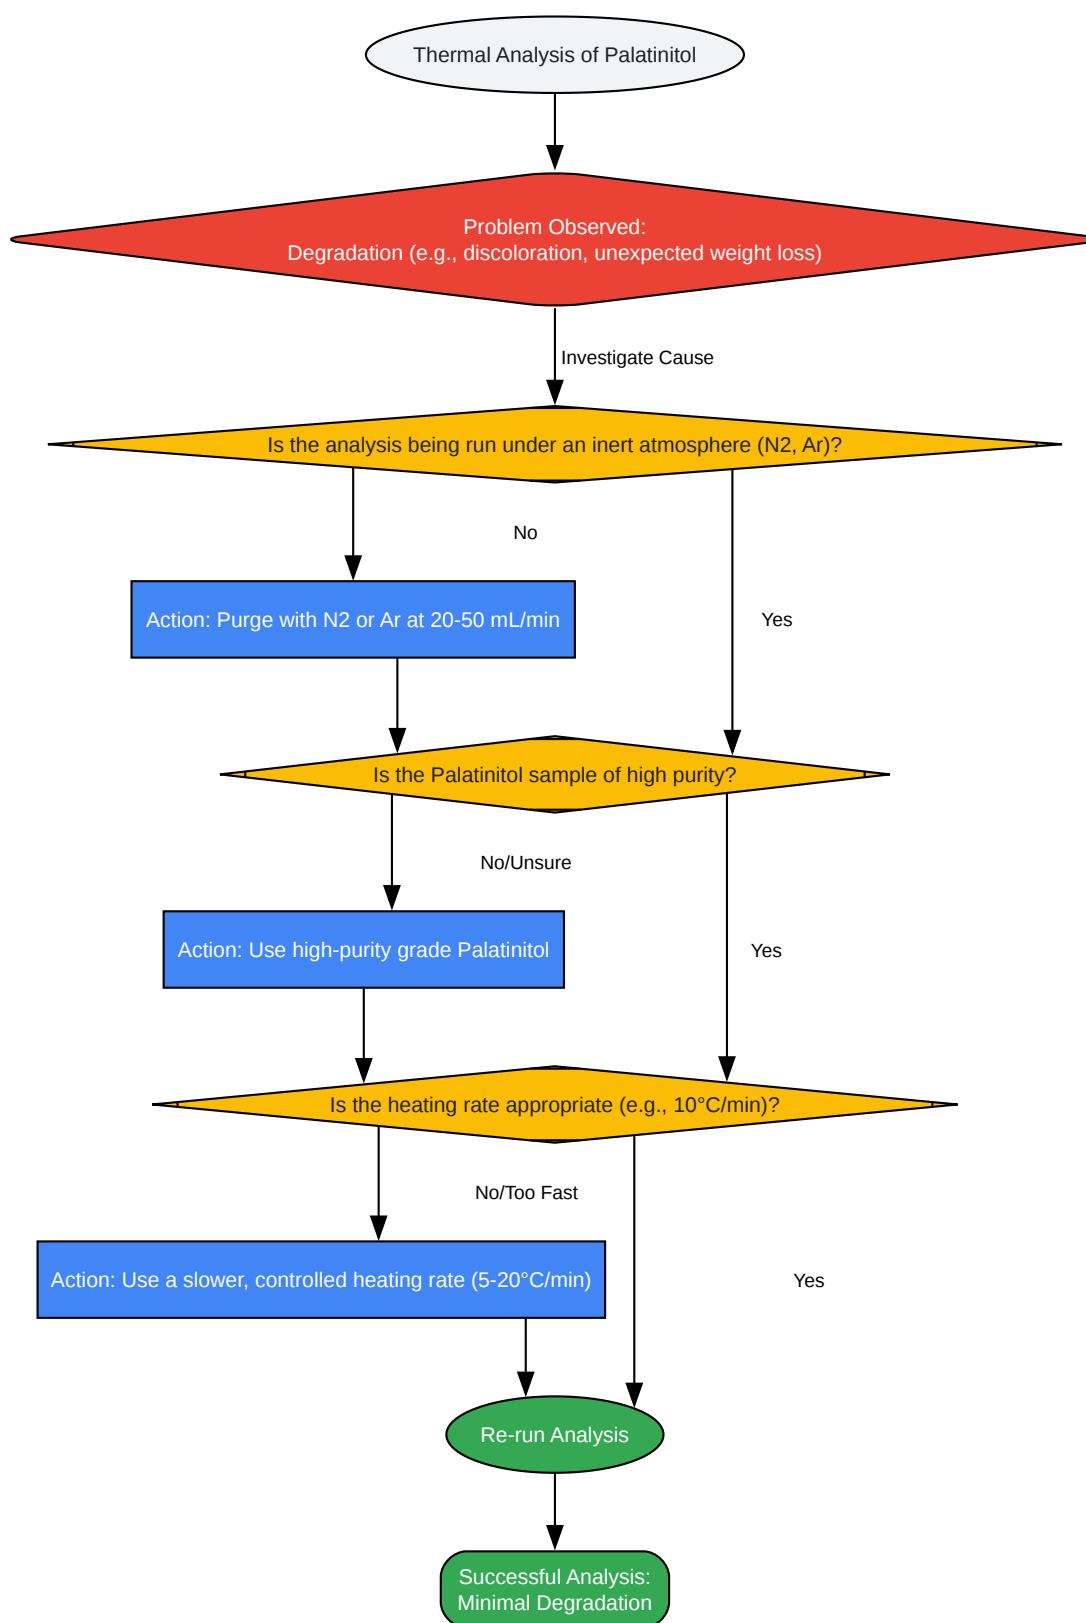 Thermal Analysis of Palatinitol
Problem Observed:
Degradation (e.g., discoloration, unexpected weight loss)
Investigate Cause
Is the analysis being run under an inert atmosphere (N2, Ar)?
No
Action: Purge with N2 or Ar at 20-50 mL/min
Yes
Is the Palatinitol sample of high purity?
No/Unsure
Action: Use high-purity grade Palatinitol
Yes
Is the heating rate appropriate (e.g., 10°C/min)?
No/Too Fast
Action: Use a slower, controlled heating rate (5-20°C/min)
Yes
Re-run Analysis
Successful Analysis:
Minimal Degradation